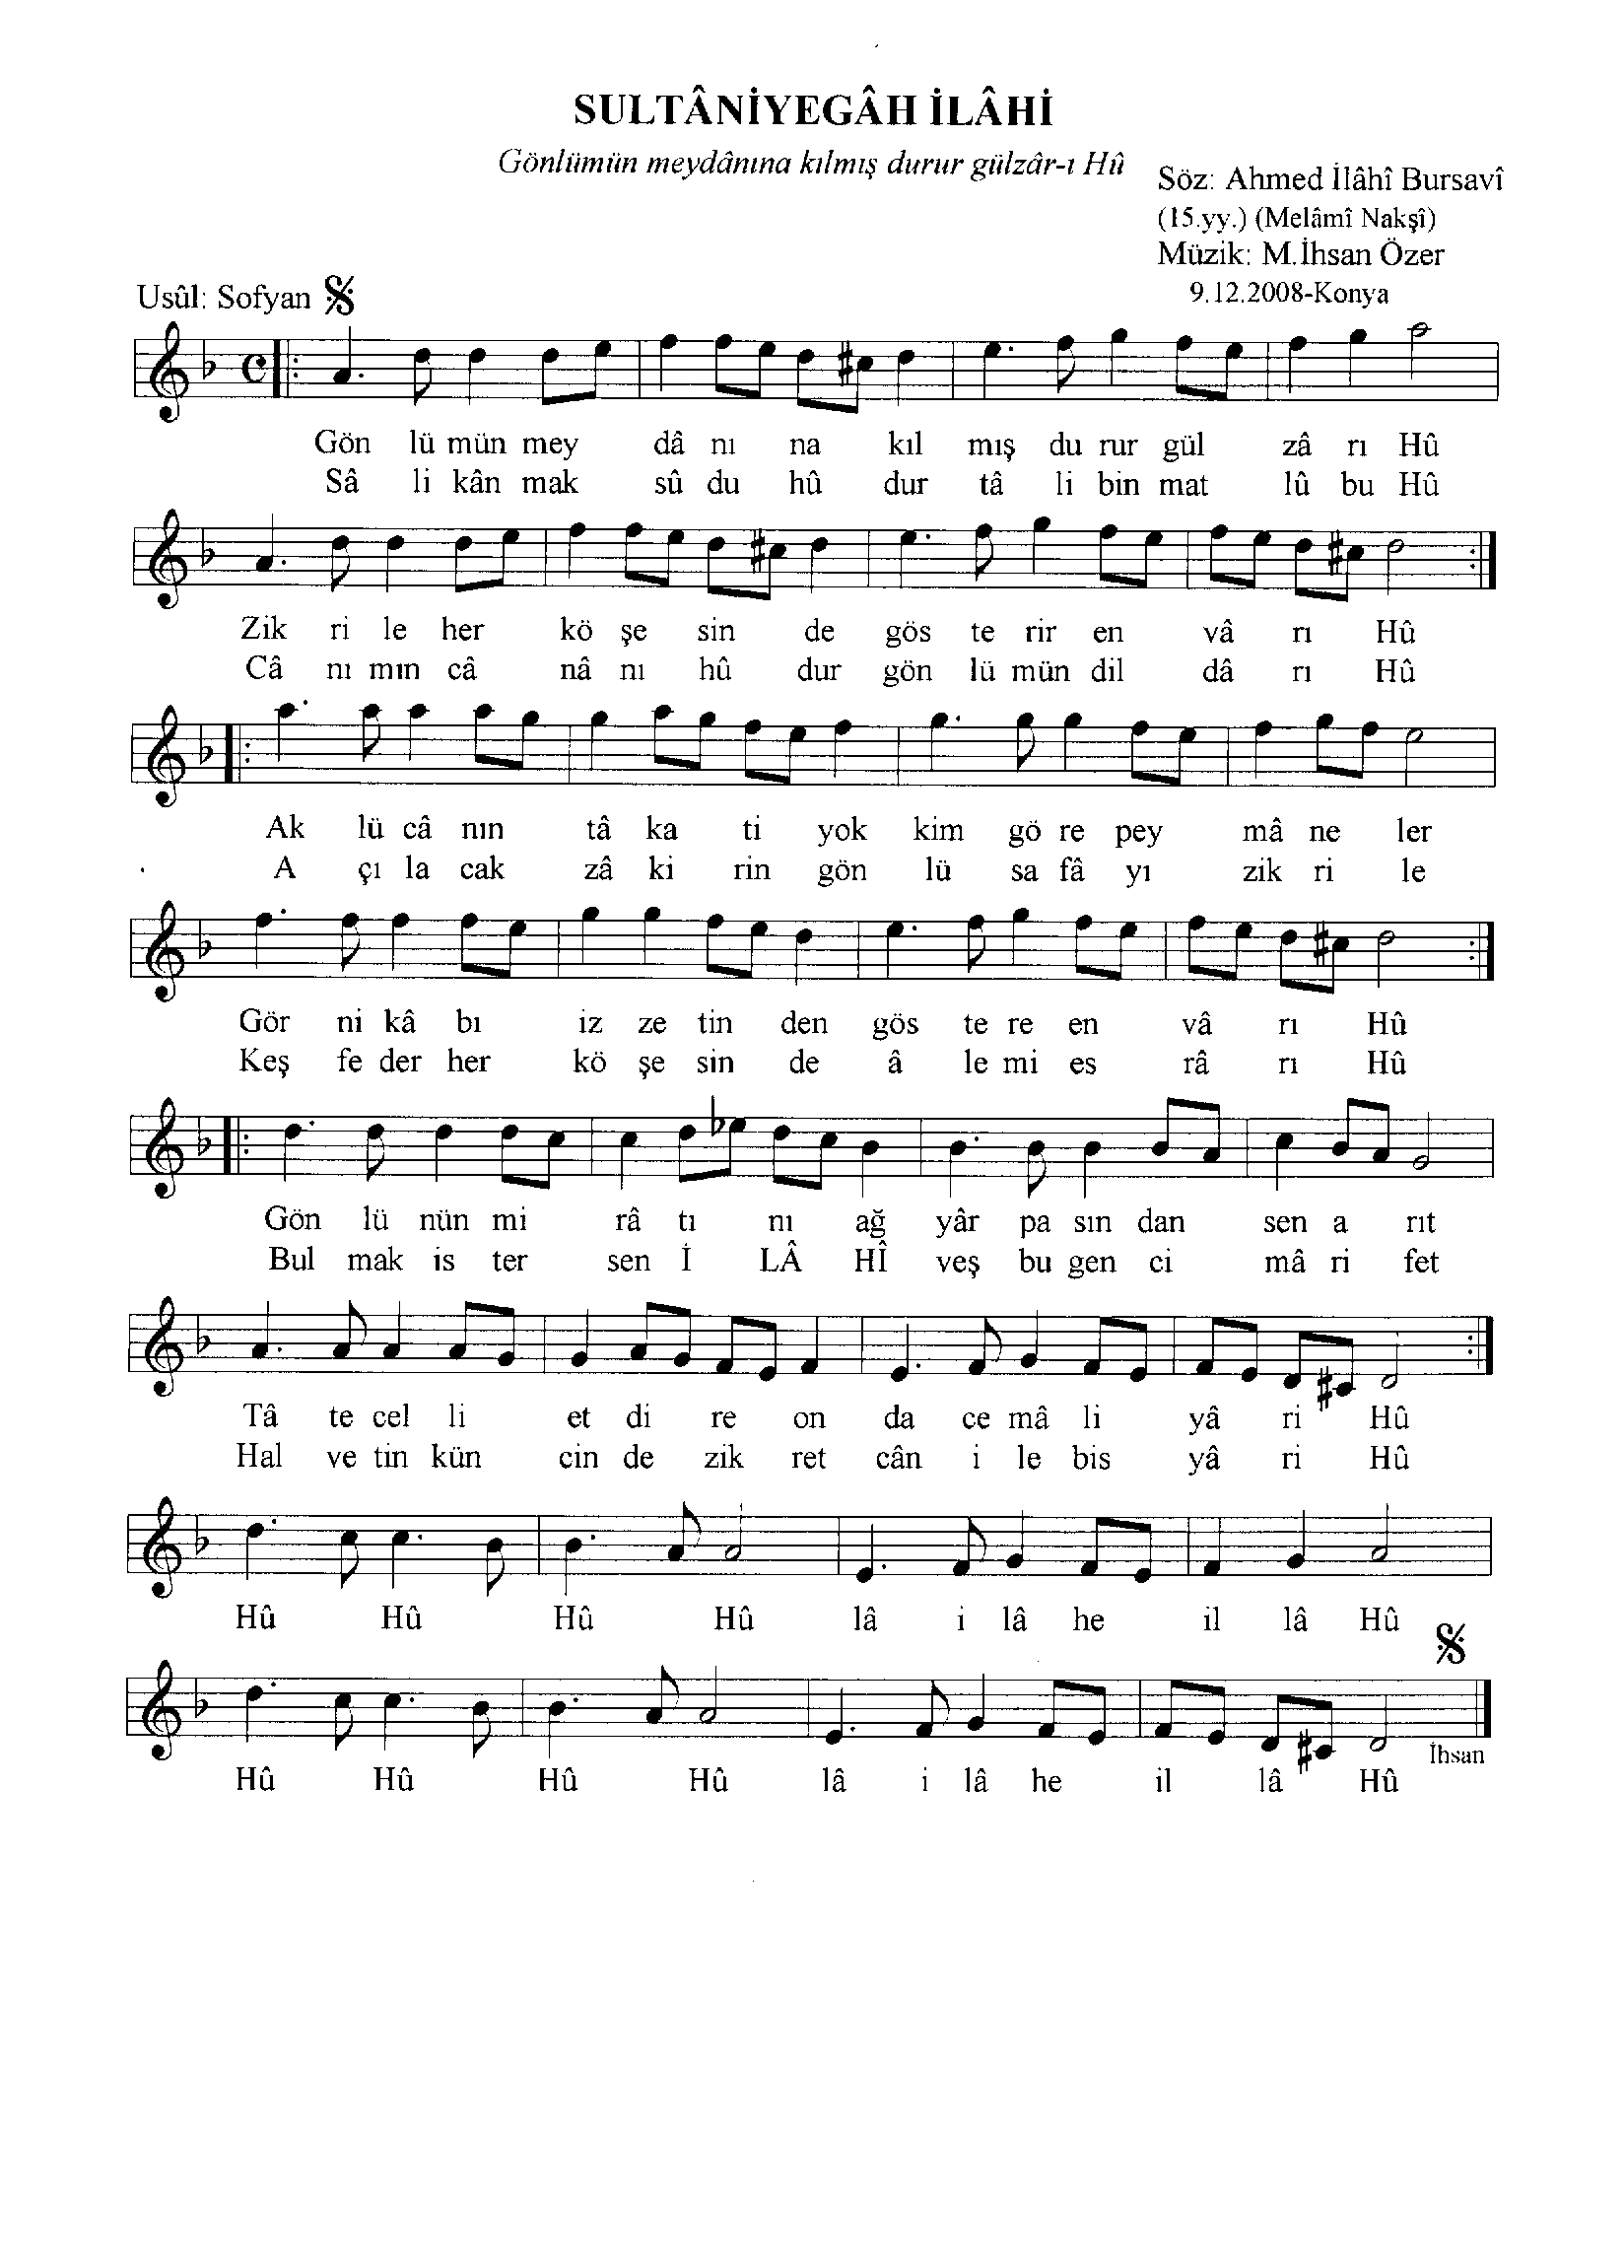 SULTÂNİYEGÂH İLÂHİ
Gönlümün meydânına kılmış durur gülzâr-ı Hû
Söz: Ahmed İlâhî Bursavî
(15.yy.) (Melâmî Nakşî)
Müzik: M.İhsan Özer
9.12.2008-Konya
Usûl: Sofyan
Gön lü mün mey dâ nı na kıl mış du rur gül zâ rı Hû
Sâ li kân mak sû du hû dur tâ li bin mat lû bu Hû
Zik ri le her kö şe sin de gös te rir en vâ rı Hû
Câ nı mın câ nâ nı hû dur gön lü mün dil dâ rı Hû
Ak lü câ nın tâ ka ti yok kim gö re pey mâ ne ler
A çı la cak zâ ki rin gön lü sa fâ yı zik ri le
Gör ni kâ bı iz ze tin den gös te re en vâ rı Hû
Keş fe der her kö şe sin de â le mi es râ rı Hû
Gön lü nün mi râ tı nı ağ yâr pa sın dan sen a rıt
Bul mak is ter sen İ LÂ HÎ veş bu gen ci mâ ri fet
Tâ te cel li et di re on da ce mâ li yâ ri Hû
Hal ve tin kün cin de zik ret cân i le bis yâ ri Hû
Hû Hû Hû Hû lâ i lâ he il lâ Hû
Hû Hû Hû Hû lâ i lâ he il lâ Hû
İhsan